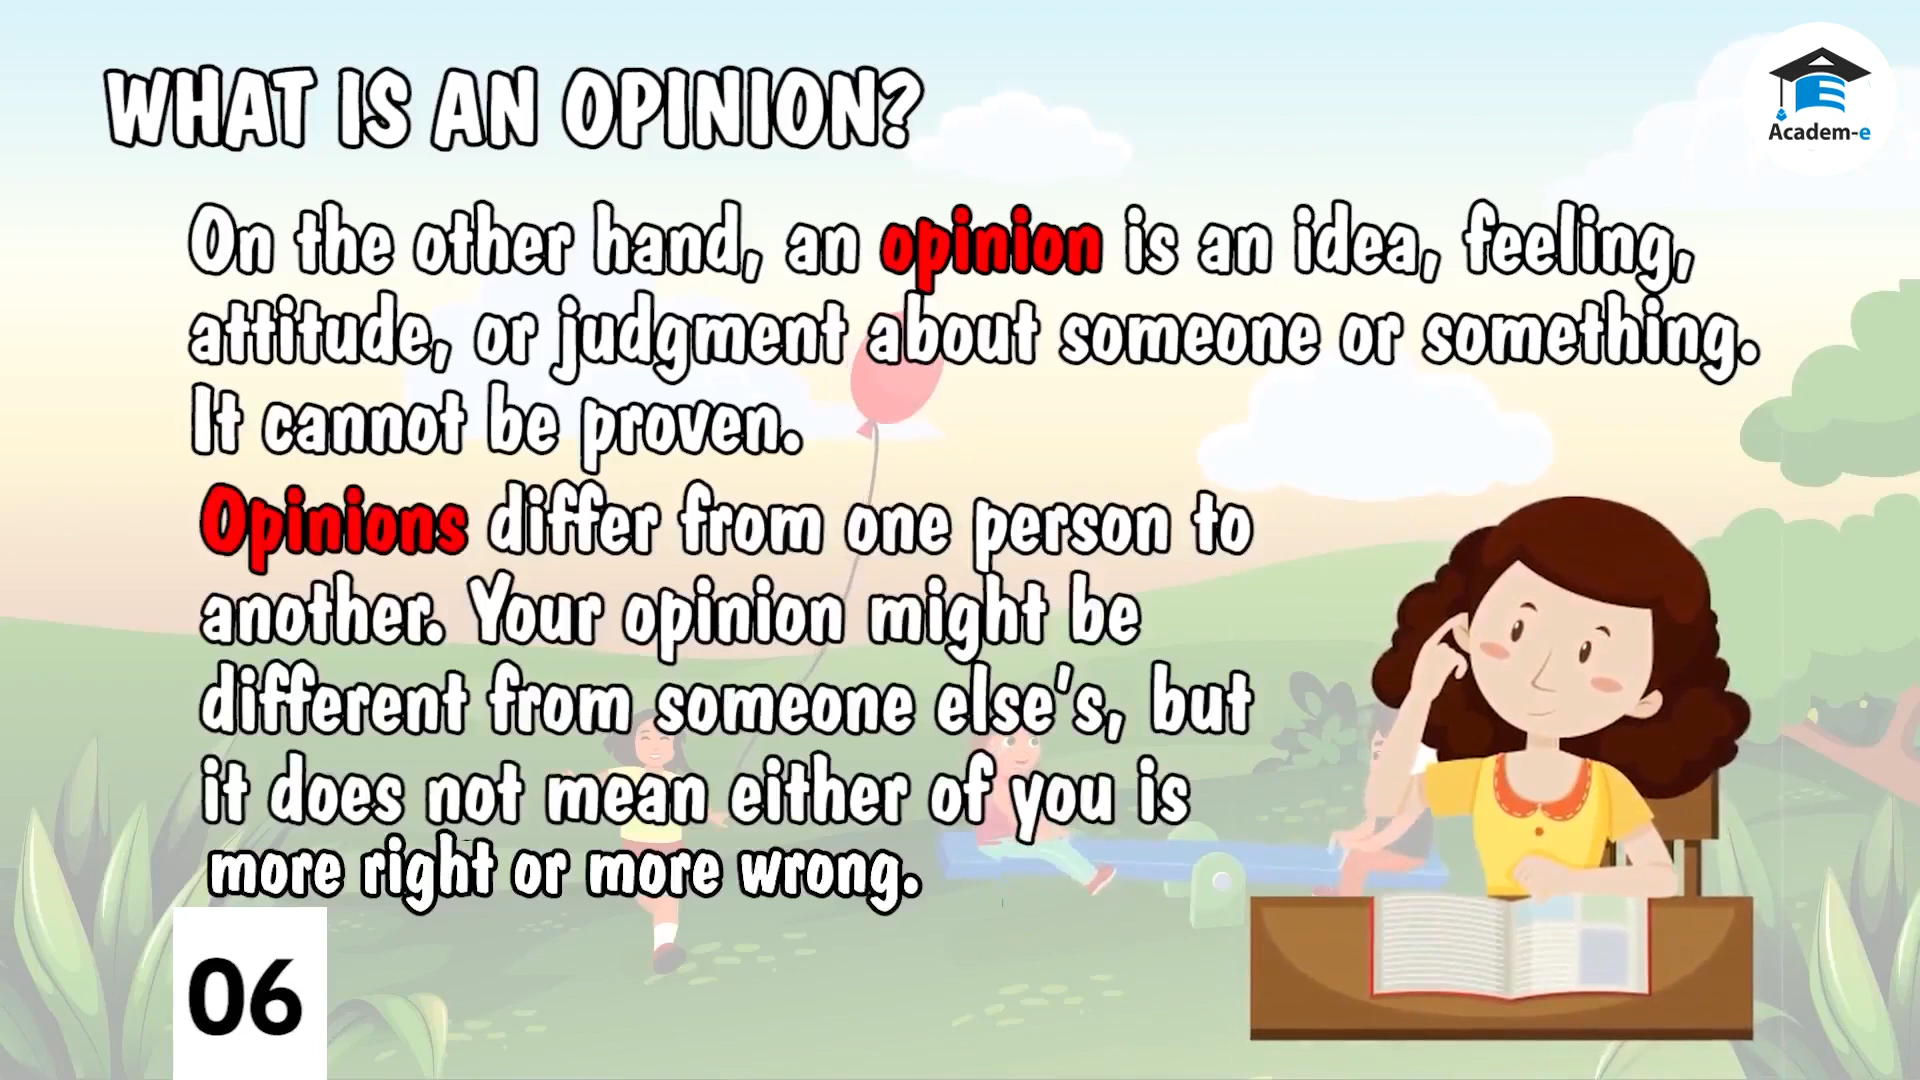 WHAT IS AN OPINION?
Academ-e
On the other hand, an opinion is an idea, feeling,
attitude, or judgment about someone or something.
It cannot be proven.
Opinions differ from one person to
another. Your opinion might be
different from someone else's, but
it does not mean either of you is
more right or more wrong.
06